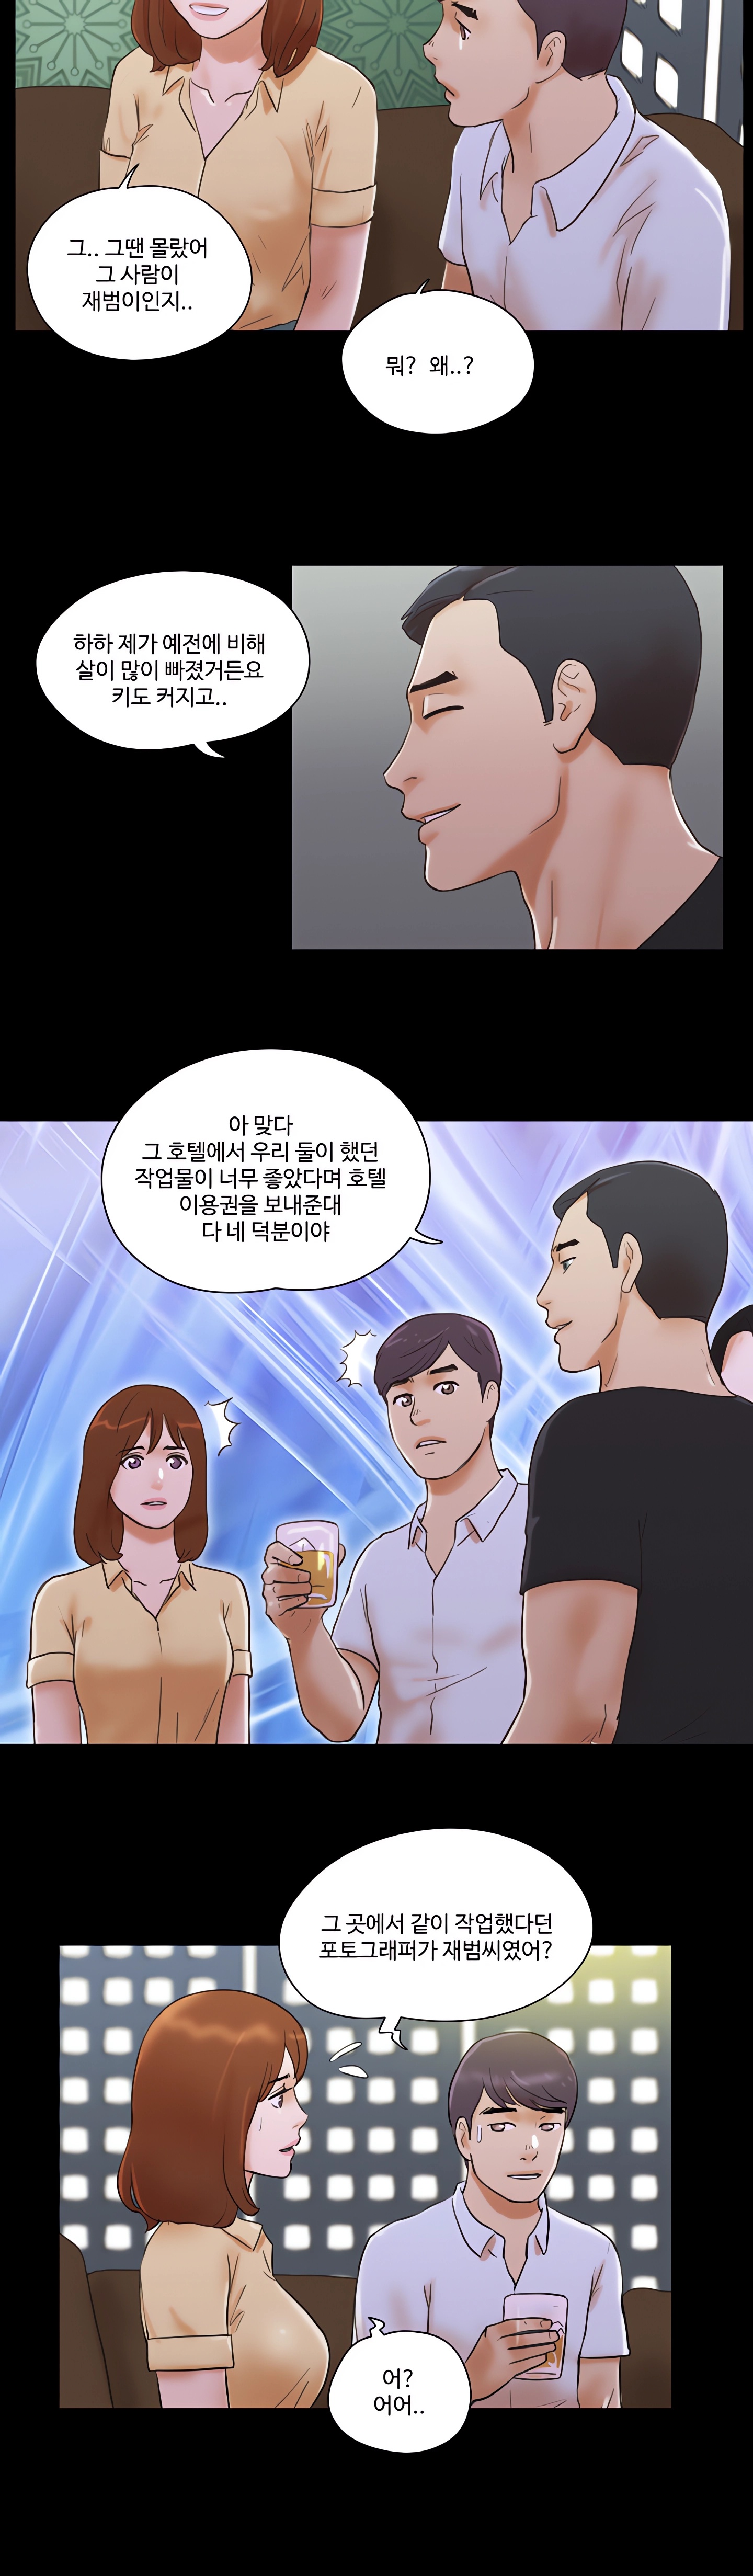 그.. 그땐 몰랐어
그 사람이
재범이인지..
뭐? 왜..?
하하 제가 예전에 비해
살이 많이 빠졌거든요
키도 커지고..
아 맞다
그 호텔에서 우리 둘이 했던
작업물이 너무 좋았다며 호텔
이용권을 보내준대
다 네 덕분이야
그 곳에서 같이 작업했다던
포토그래퍼가 재범씨였어?
어?
어어..